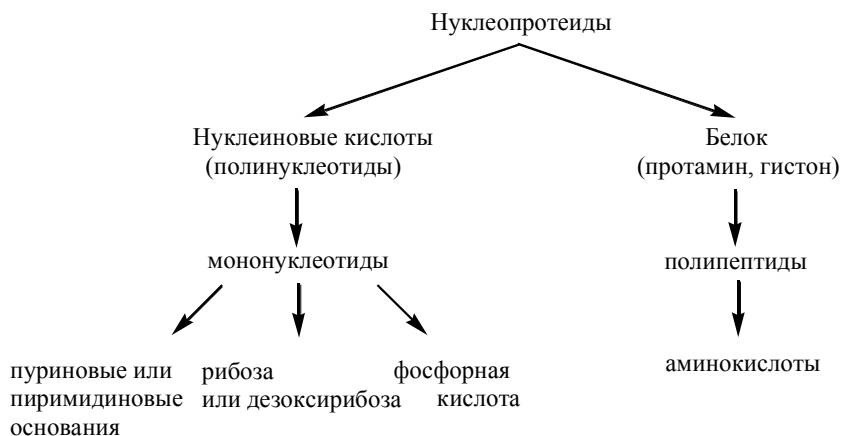 Нуклеопротеиды
Нуклеиновые кислоты
(полинуклеотиды)
Белок
(протамин, гистон)
мононуклеотиды
полипептиды
пуриновые или
пиримидиновые
основания
рибоза
или дезоксирибоза
фосфорная
кислота
аминокислоты